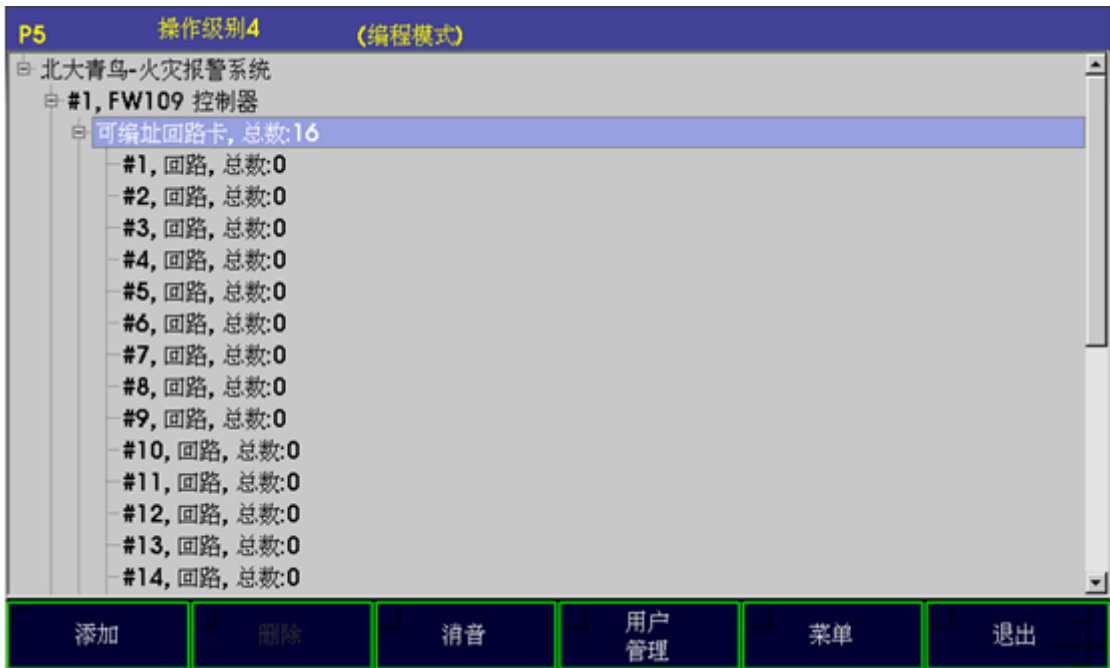 P5 操作级别4 (编程模式)
北大青鸟-火灾报警系统
#1, FW109 控制器
可编址回路卡, 总数:16
#1, 回路, 总数:0
#2, 回路, 总数:0
#3, 回路, 总数:0
#4, 回路, 总数:0
#5, 回路, 总数:0
#6, 回路, 总数:0
#7, 回路, 总数:0
#8, 回路, 总数:0
#9, 回路, 总数:0
#10, 回路, 总数:0
#11, 回路, 总数:0
#12, 回路, 总数:0
#13, 回路, 总数:0
#14, 回路, 总数:0
添加 删除 消音 用户管理 菜单 退出